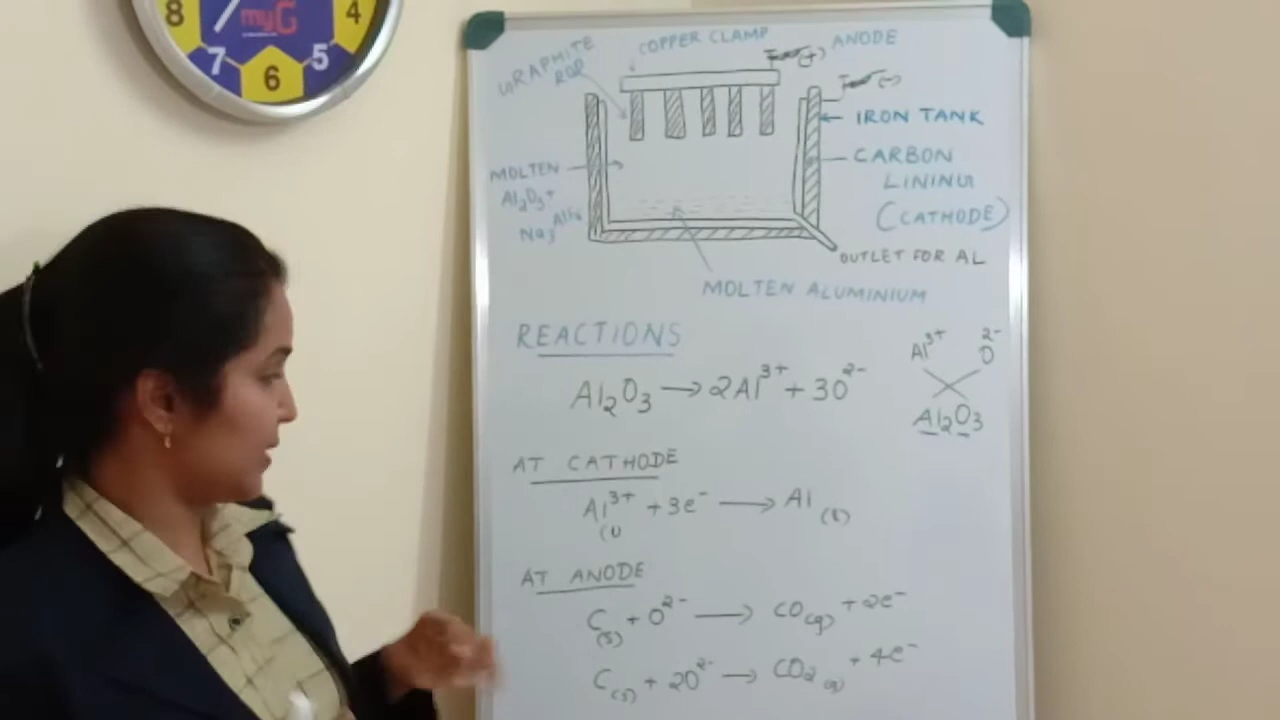 8 4
myG
7 5
6
GRAPHITE ROD
COPPER CLAMP
(+) ANODE
(-)
IRON TANK
CARBON
LINING
(CATHODE)
MOLTEN
Al₂O₃+
Na₃AlF₆
OUTLET FOR AL
MOLTEN ALUMINIUM
REACTIONS
Al₂O₃ → 2Al³⁺ + 3O²⁻
Al³⁺ O²⁻
Al₂O₃
AT CATHODE
Al³⁺(l) + 3e⁻ → Al(s)
AT ANODE
C(s) + O²⁻ → CO(g) + 2e⁻
C(s) + 2O²⁻ → CO₂(g) + 4e⁻